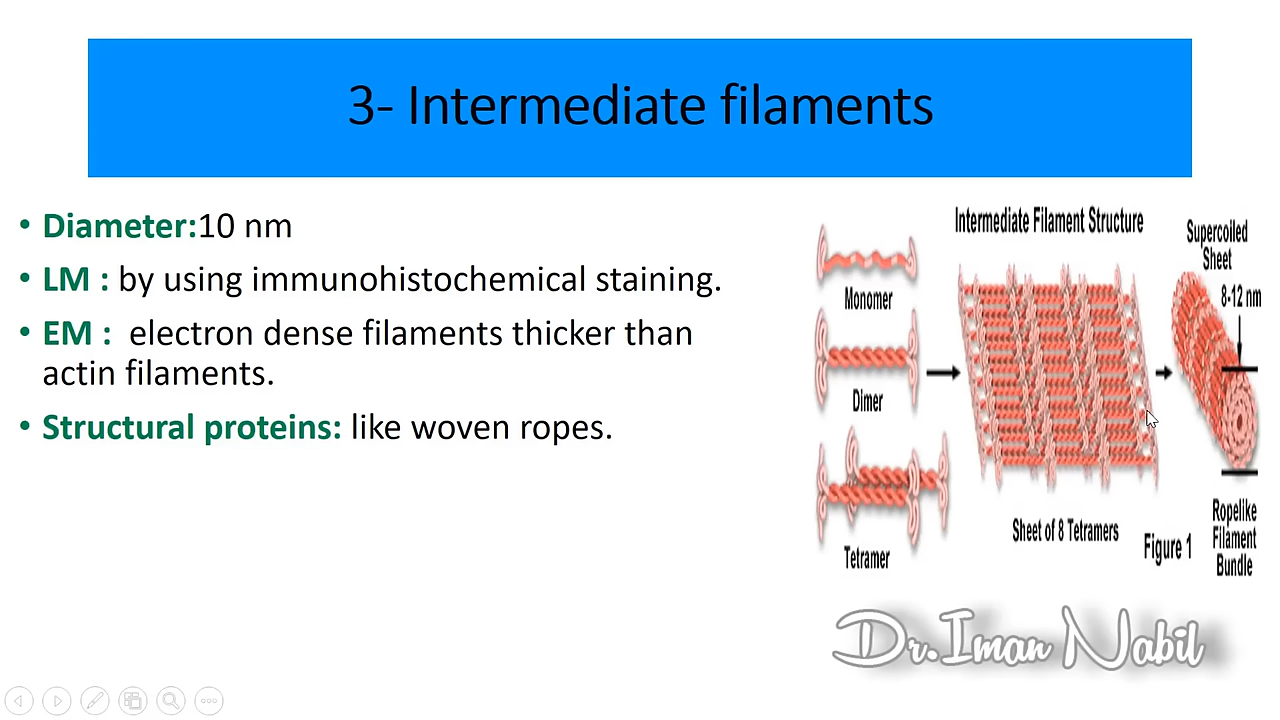 3- Intermediate filaments
• Diameter:10 nm
• LM : by using immunohistochemical staining.
• EM : electron dense filaments thicker than
actin filaments.
• Structural proteins: like woven ropes.
Intermediate Filament Structure
Supercoiled
Sheet
8-12 nm
Monomer
Dimer
Tetramer
Sheet of 8 Tetramers
Figure 1
Ropelike
Filament
Bundle
Dr.Iman Nabil